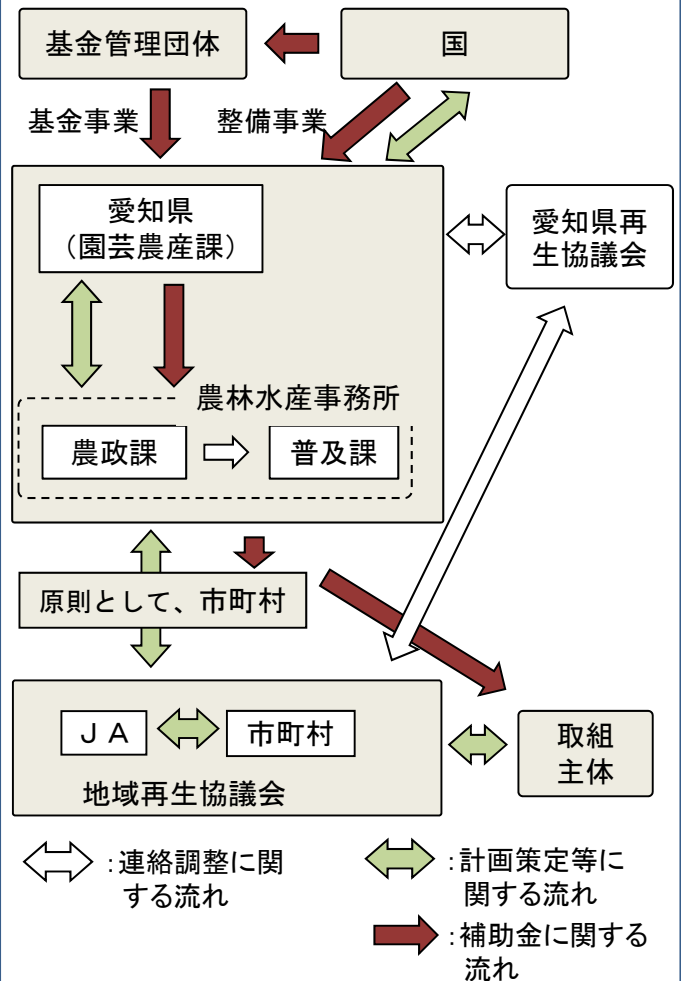 基金管理団体
国
基金事業
整備事業
愛知県
（園芸農産課）
愛知県再
生協議会
農林水産事務所
農政課
普及課
原則として、市町村
ＪＡ
市町村
地域再生協議会
取組
主体
：連絡調整に関
する流れ
：計画策定等に
関する流れ
：補助金に関する
流れ